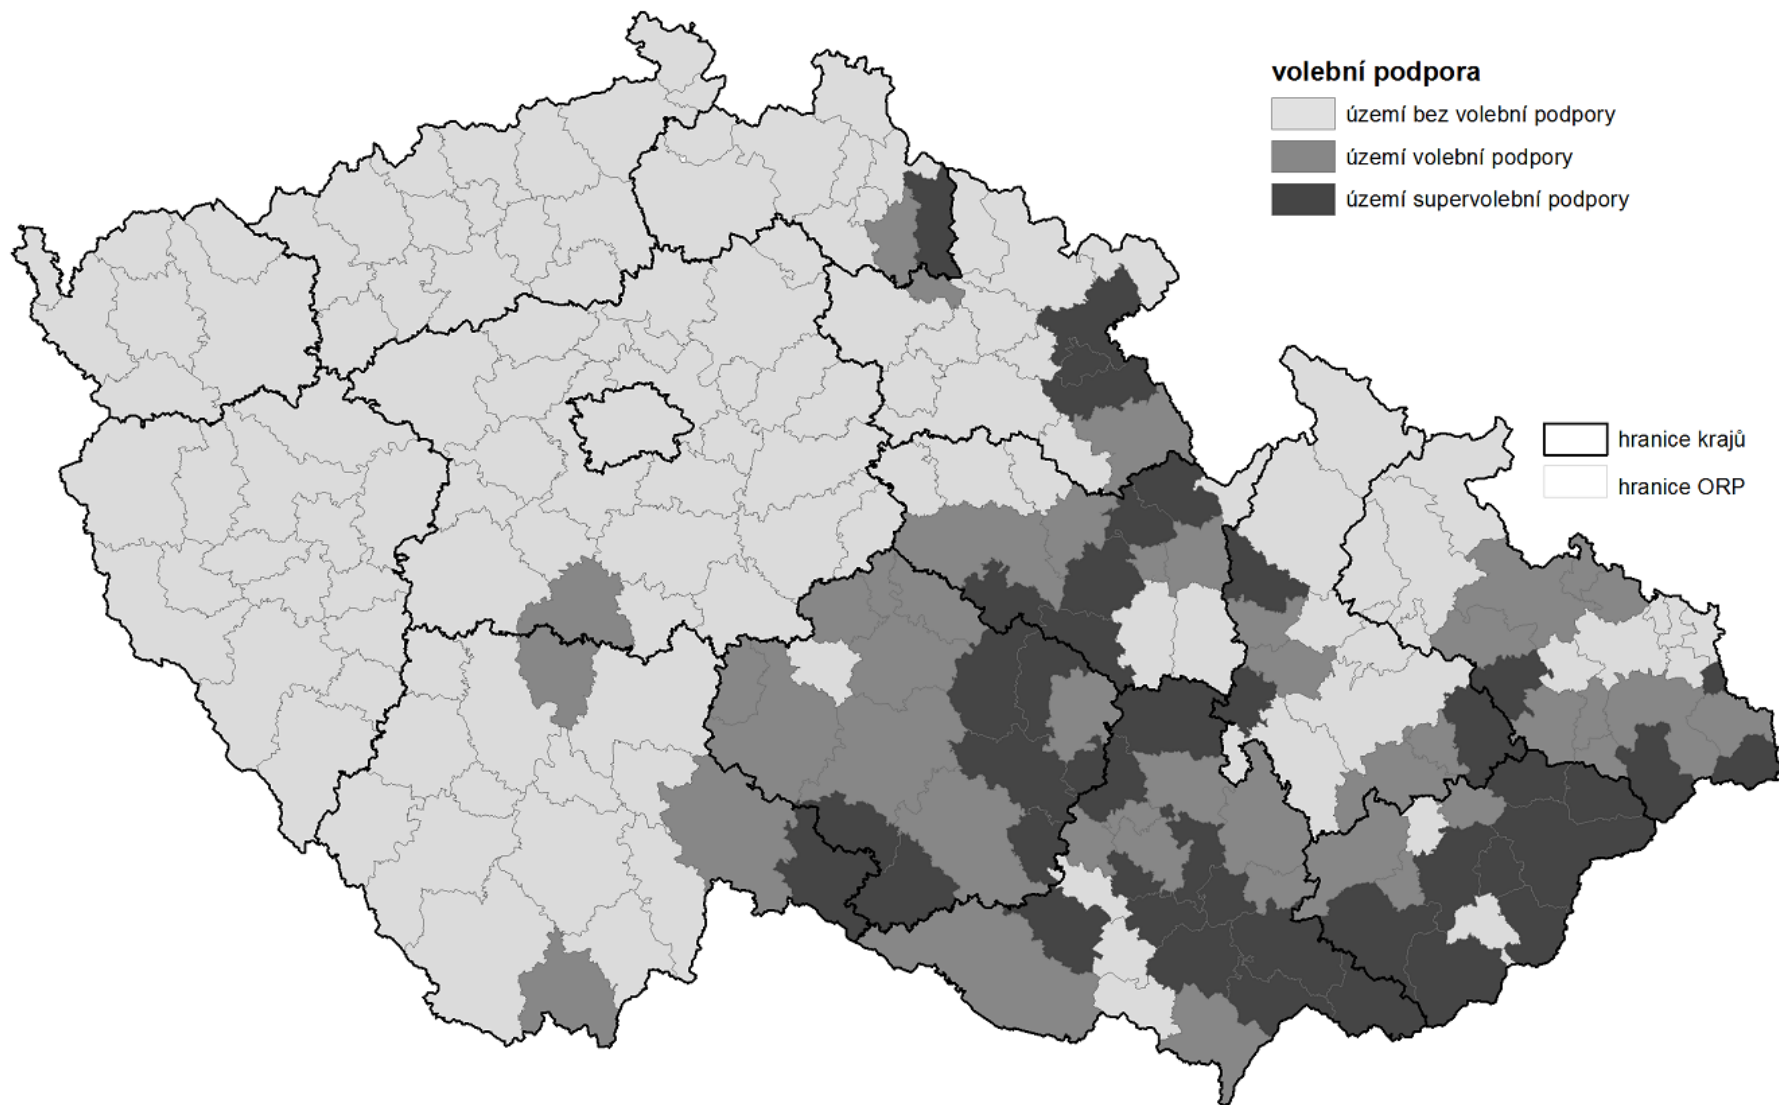 volební podpora
území bez volební podpory
území volební podpory
území supervolební podpory
hranice krajů
hranice ORP